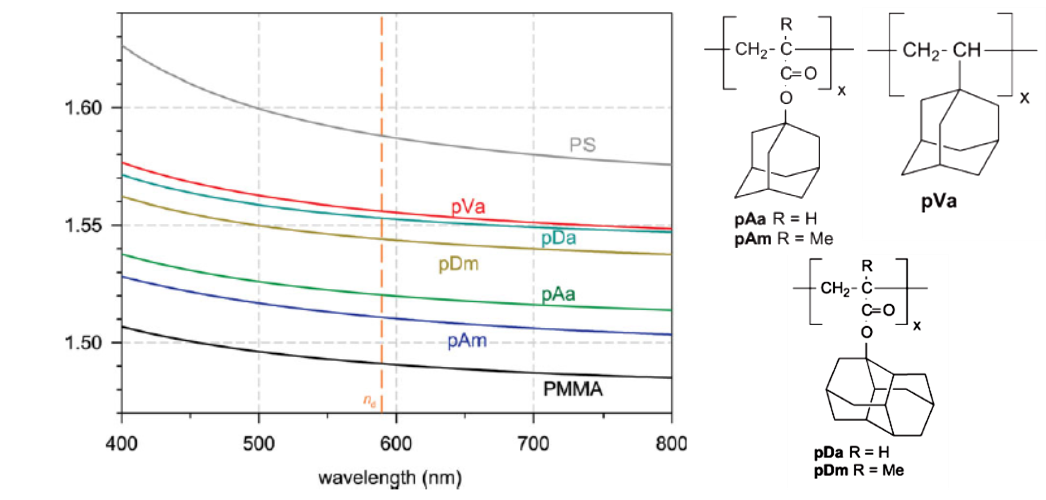 1.60
1.55
1.50
400
500
600
700
800
wavelength (nm)
PS
pVa
pDa
pDm
pAa
pAm
PMMA
nd
R
CH2-C
C=O
O
x
pAa R = H
pAm R = Me
CH2-CH
x
pVa
R
CH2-C
C=O
O
x
pDa R = H
pDm R = Me